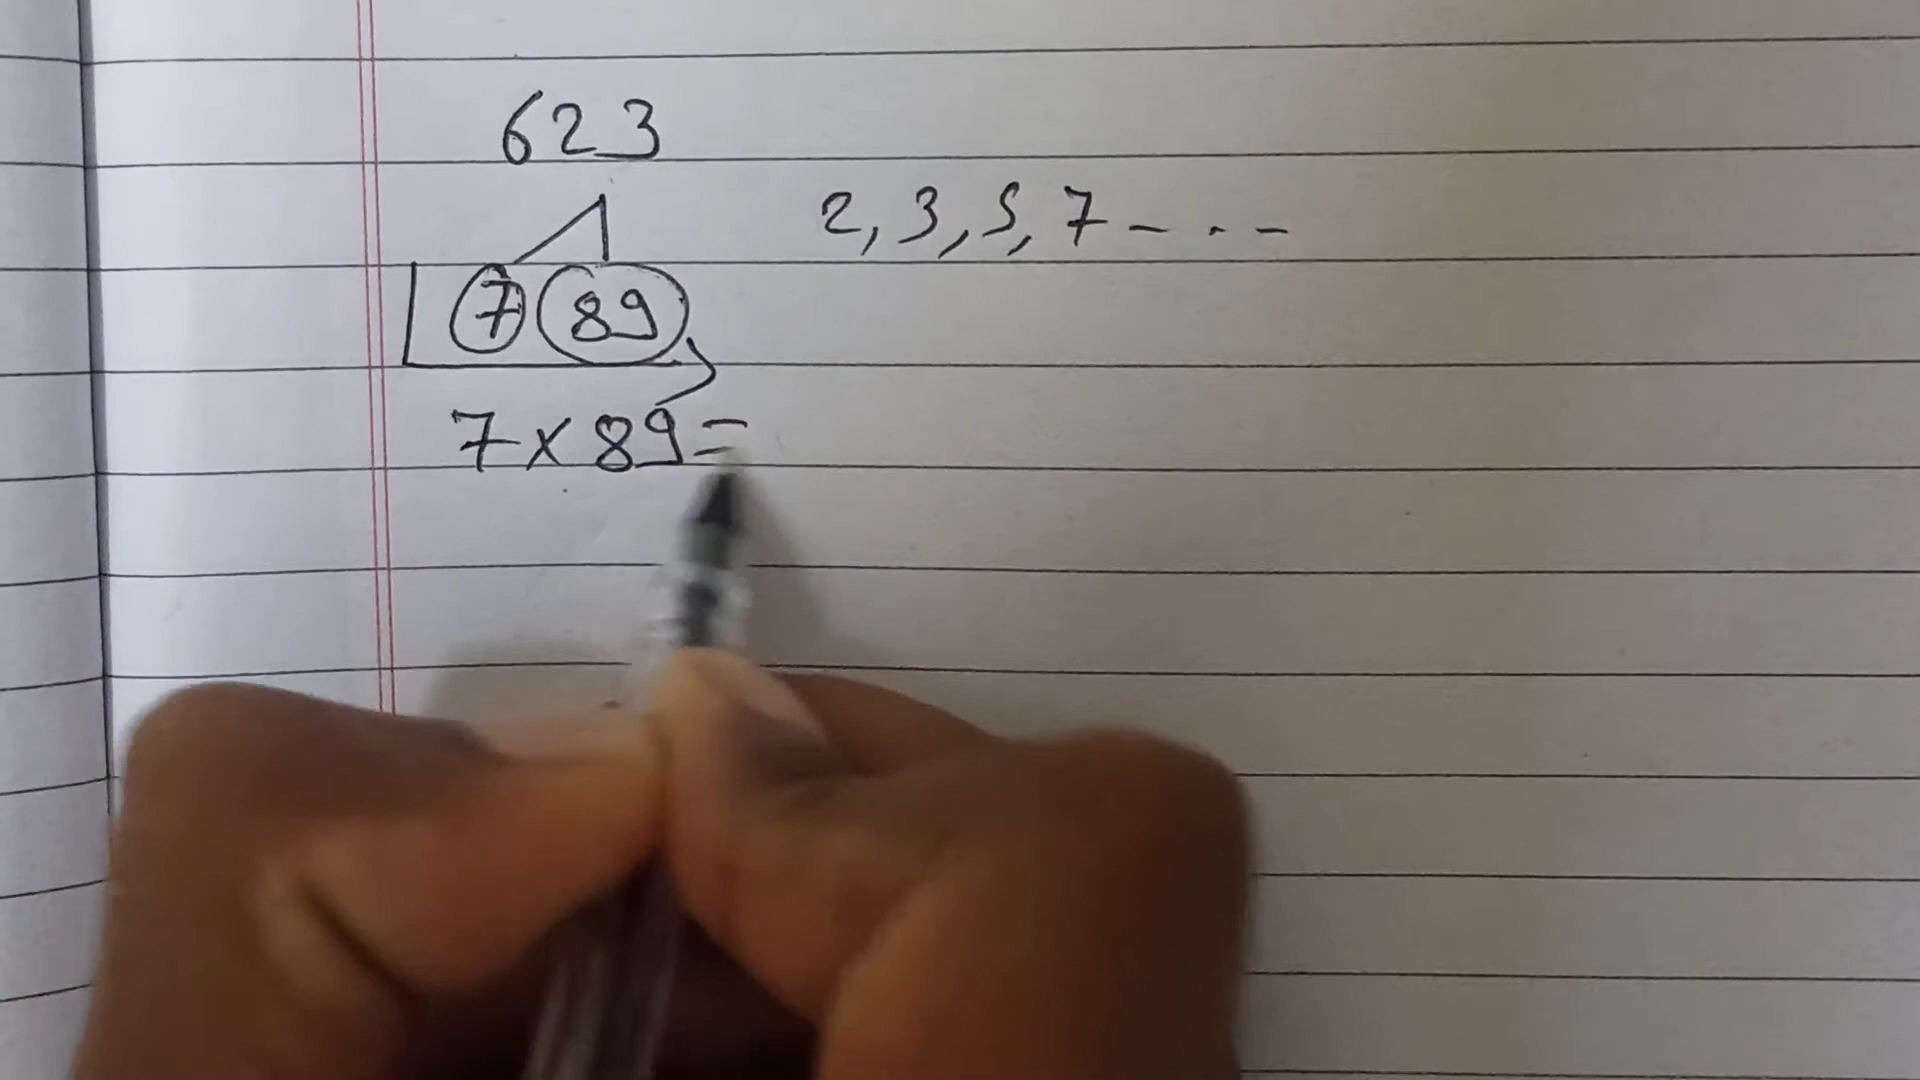 623
2, 3, 5, 7 - . . -
7 89
7 x 89 =